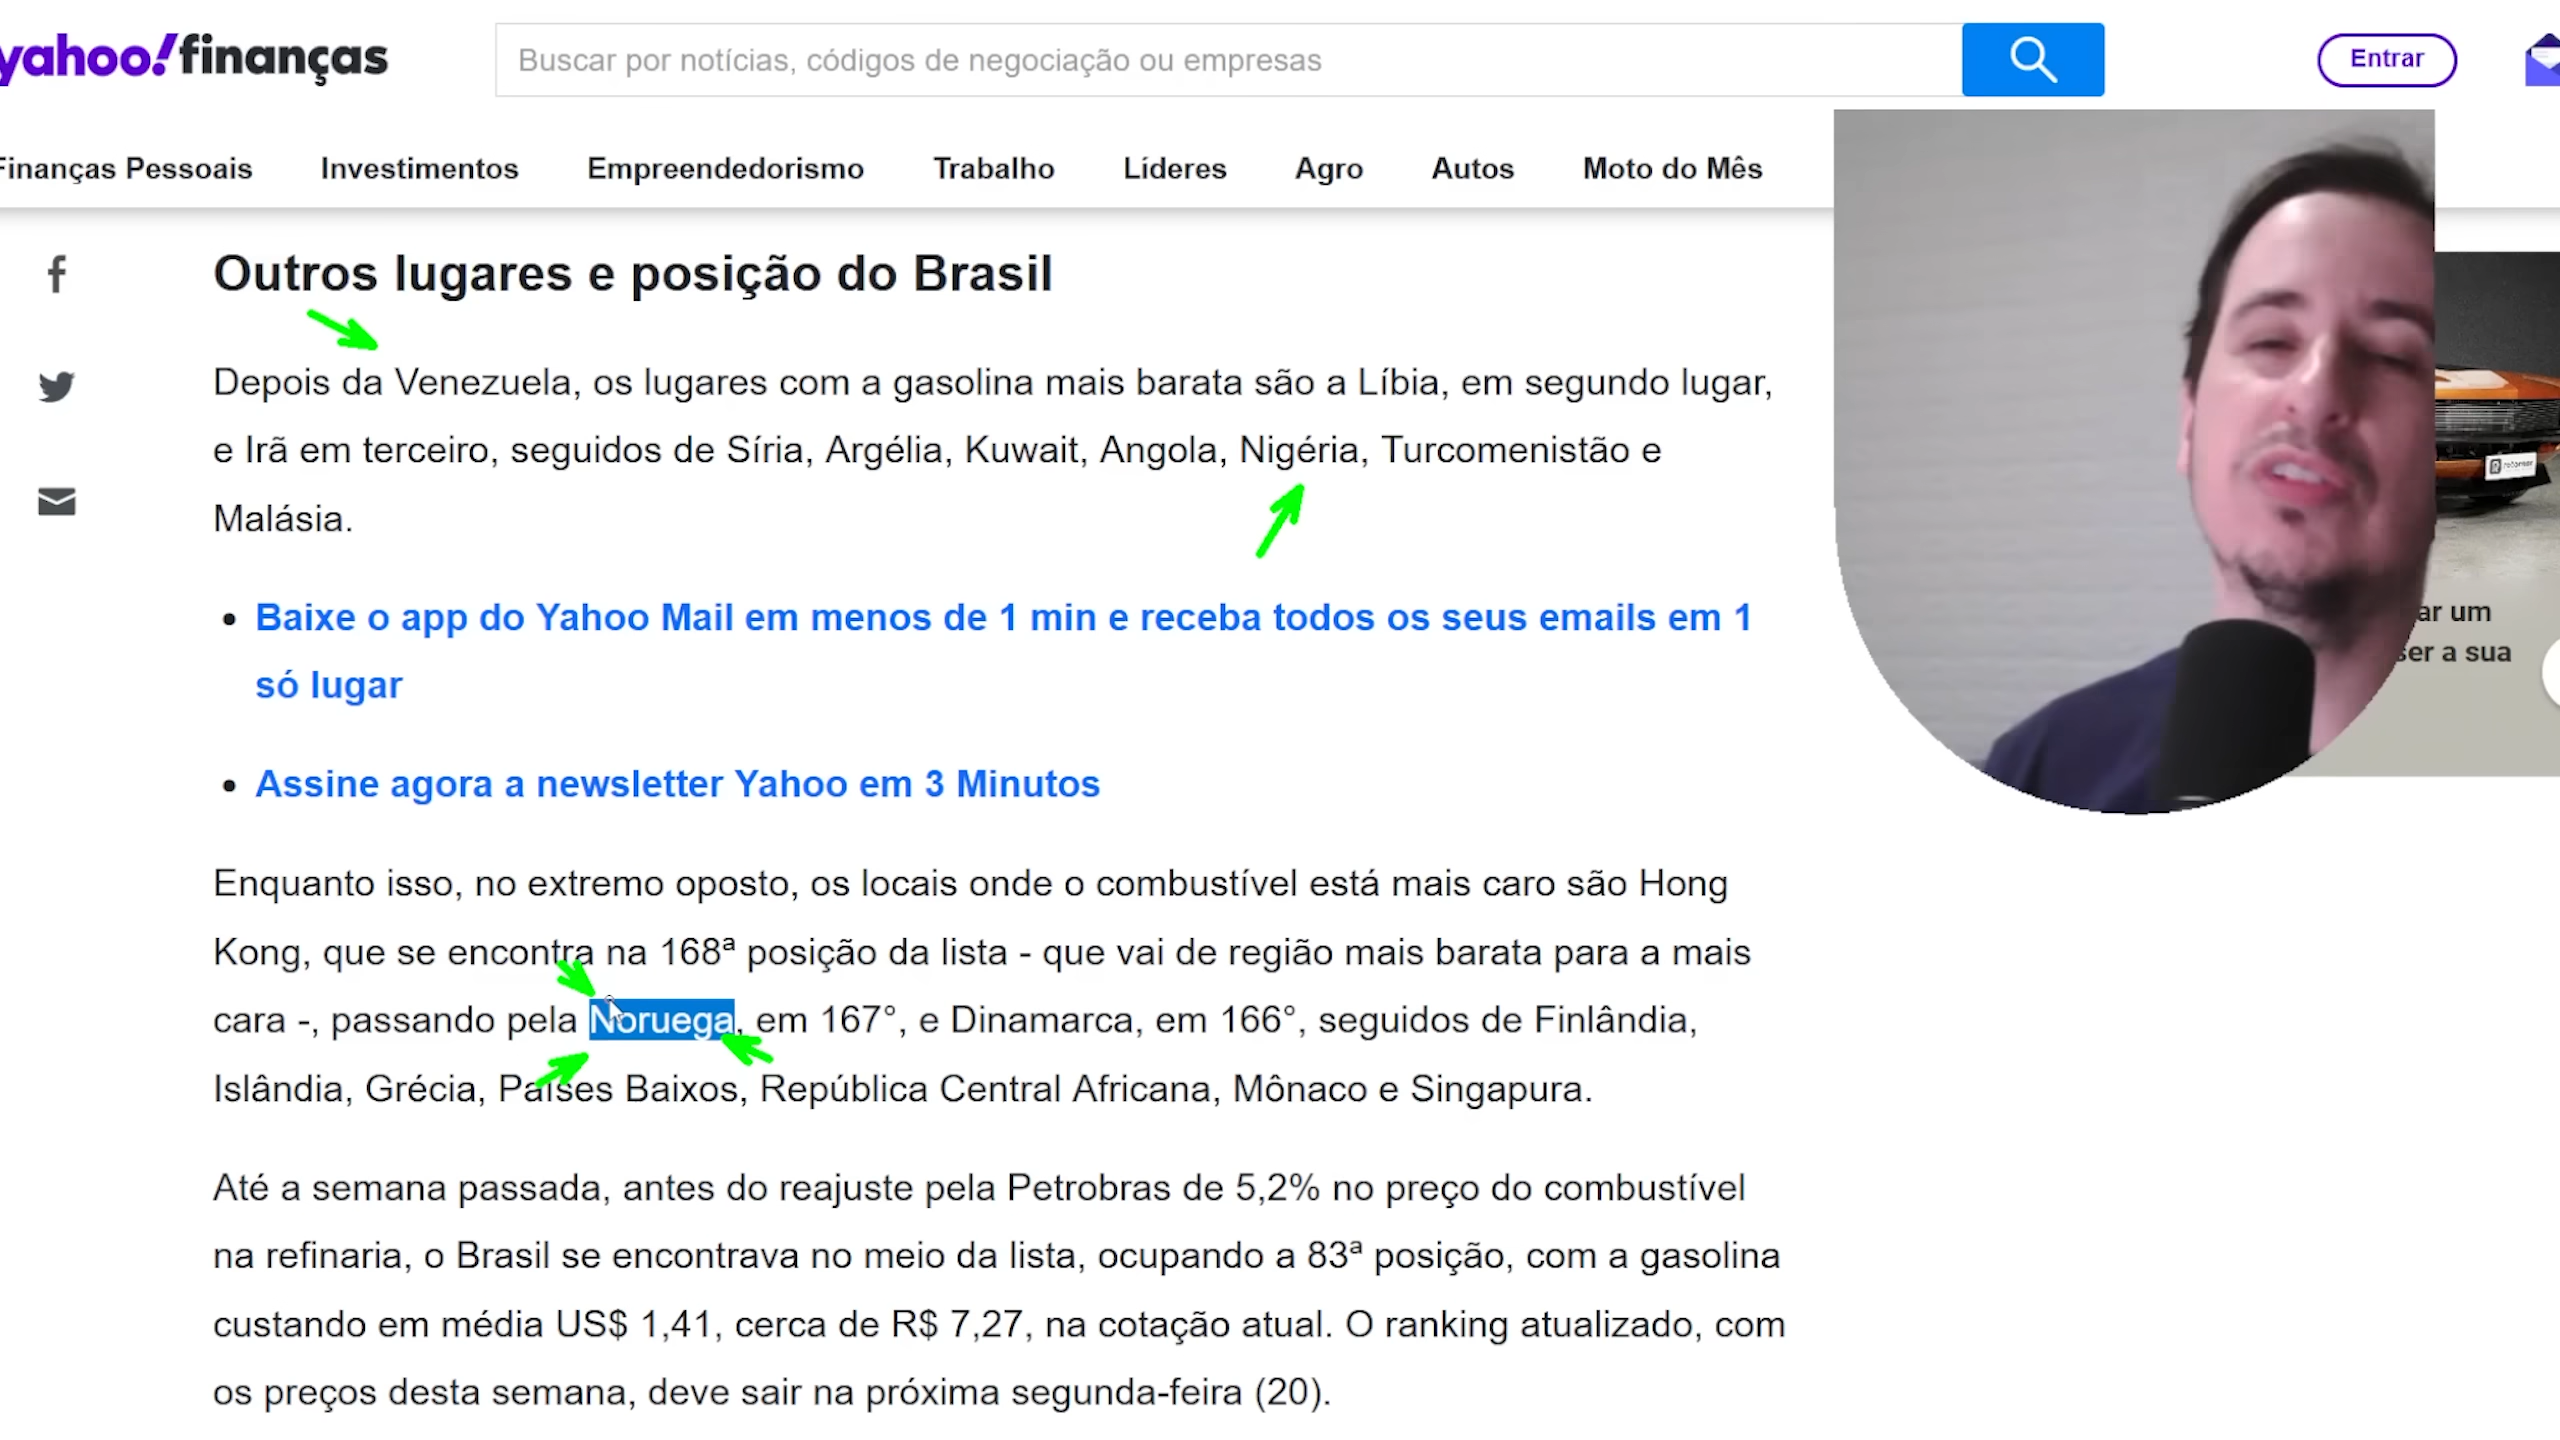 yahoo!finanças
Buscar por notícias, códigos de negociação ou empresas
Entrar
Finanças Pessoais Investimentos Empreendedorismo Trabalho Líderes Agro Autos Moto do Mês
Outros lugares e posição do Brasil
Depois da Venezuela, os lugares com a gasolina mais barata são a Líbia, em segundo lugar,
e Irã em terceiro, seguidos de Síria, Argélia, Kuwait, Angola, Nigéria, Turcomenistão e
Malásia.
• Baixe o app do Yahoo Mail em menos de 1 min e receba todos os seus emails em 1
só lugar
ar um
ser a sua
• Assine agora a newsletter Yahoo em 3 Minutos
Enquanto isso, no extremo oposto, os locais onde o combustível está mais caro são Hong
Kong, que se encontra na 168ª posição da lista - que vai de região mais barata para a mais
cara -, passando pela Noruega, em 167°, e Dinamarca, em 166°, seguidos de Finlândia,
Islândia, Grécia, Países Baixos, República Central Africana, Mônaco e Singapura.
Até a semana passada, antes do reajuste pela Petrobras de 5,2% no preço do combustível
na refinaria, o Brasil se encontrava no meio da lista, ocupando a 83ª posição, com a gasolina
custando em média US$ 1,41, cerca de R$ 7,27, na cotação atual. O ranking atualizado, com
os preços desta semana, deve sair na próxima segunda-feira (20).